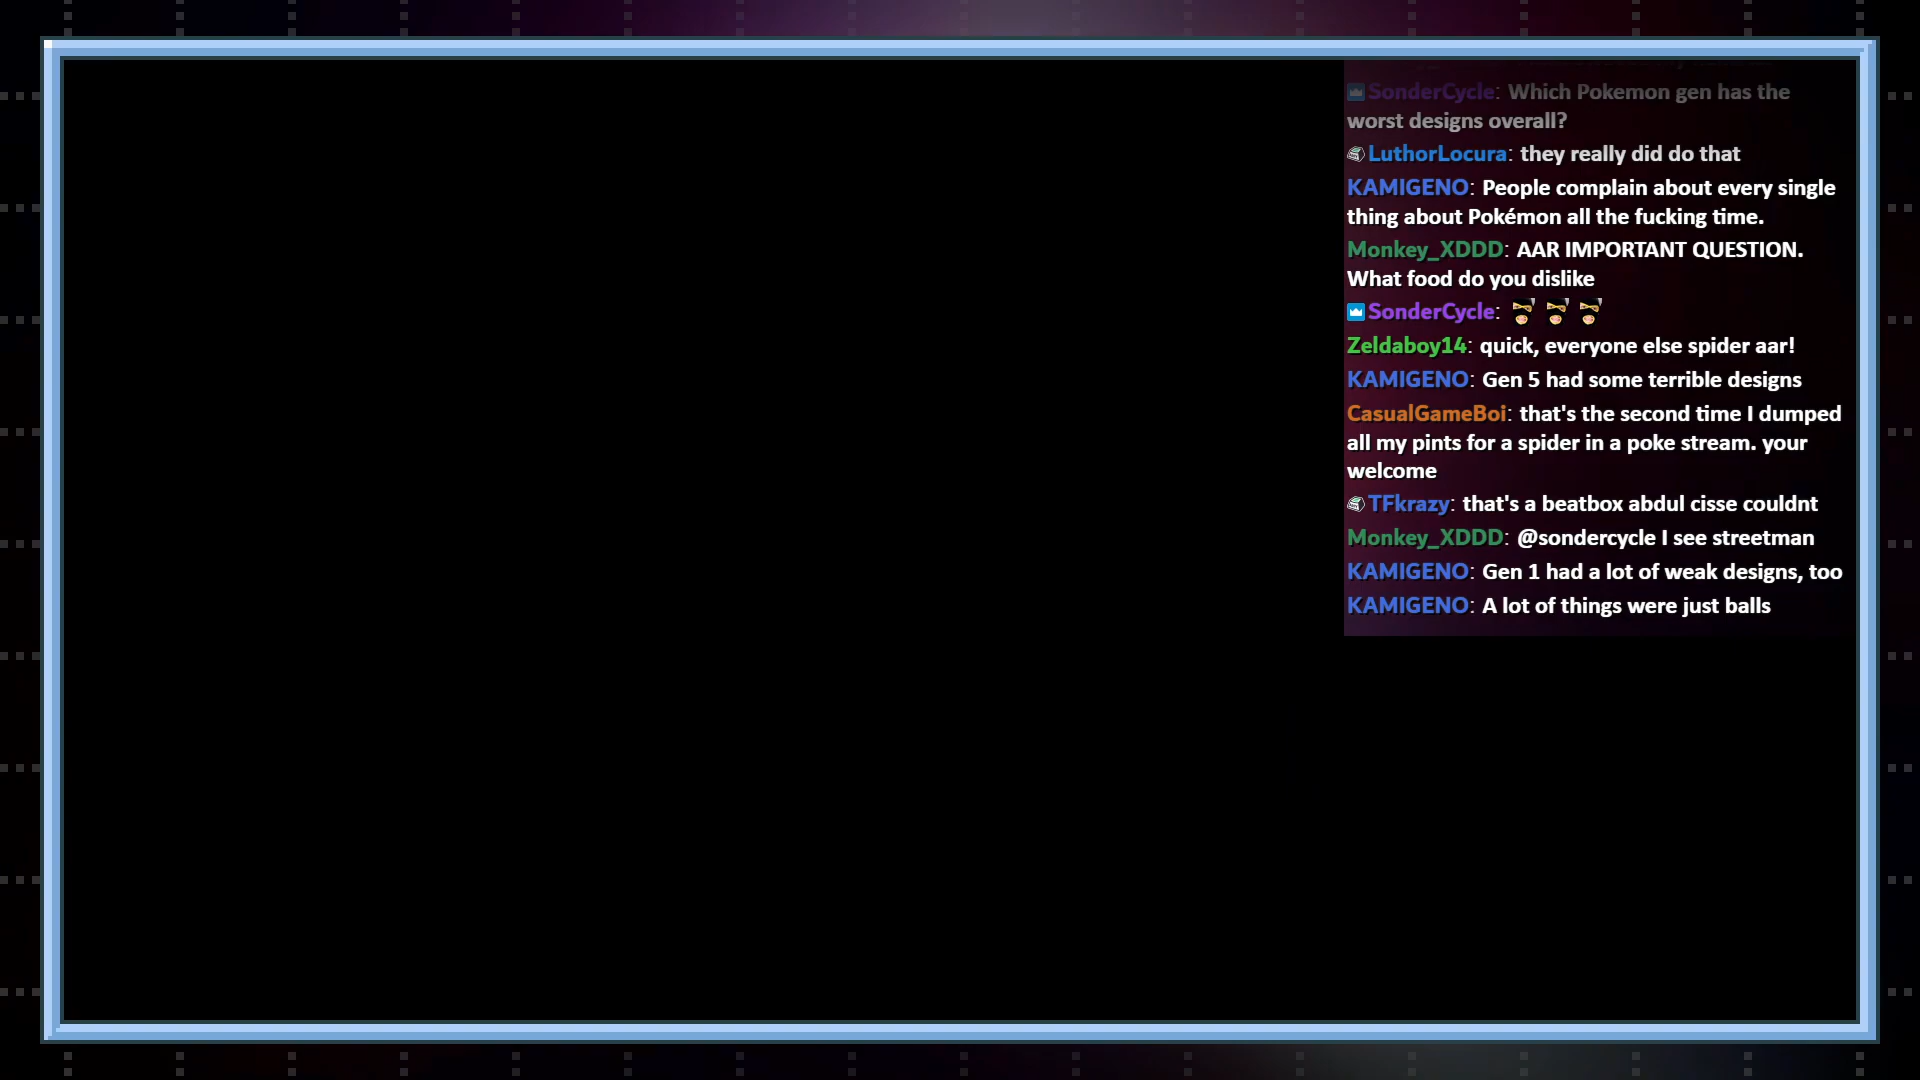 SonderCycle: Which Pokemon gen has the
worst designs overall?
LuthorLocura: they really did do that
KAMIGENO: People complain about every single
thing about Pokémon all the fucking time.
Monkey_XDDD: AAR IMPORTANT QUESTION.
What food do you dislike
SonderCycle:
Zeldaboy14: quick, everyone else spider aar!
KAMIGENO: Gen 5 had some terrible designs
CasualGameBoi: that's the second time I dumped
all my pints for a spider in a poke stream. your
welcome
TFkrazy: that's a beatbox abdul cisse couldnt
Monkey_XDDD: @sondercycle I see streetman
KAMIGENO: Gen 1 had a lot of weak designs, too
KAMIGENO: A lot of things were just balls